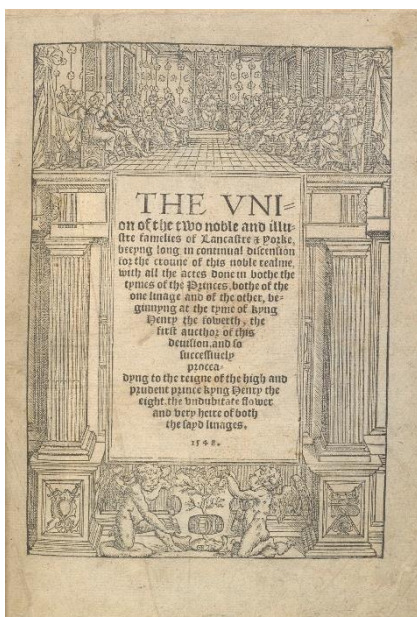 THE VNI=
on of the two noble and illu-
stre famelies of Lancastre & Yorke,
beeyng long in continual discension
for the croune of this noble realme,
with all the actes done in bothe the
tymes of the Princes, bothe of the
one linage and of the other, be-
ginnyng at the tyme of kyng
Henry the fowerth, the
first aucthor of this
deuision, and so
successiuely
procea-
dyng to the reigne of the high and
prudent prince kyng Henry the
eight, the vndubitate flower
and very heire of both
the sayd linages.
1548.